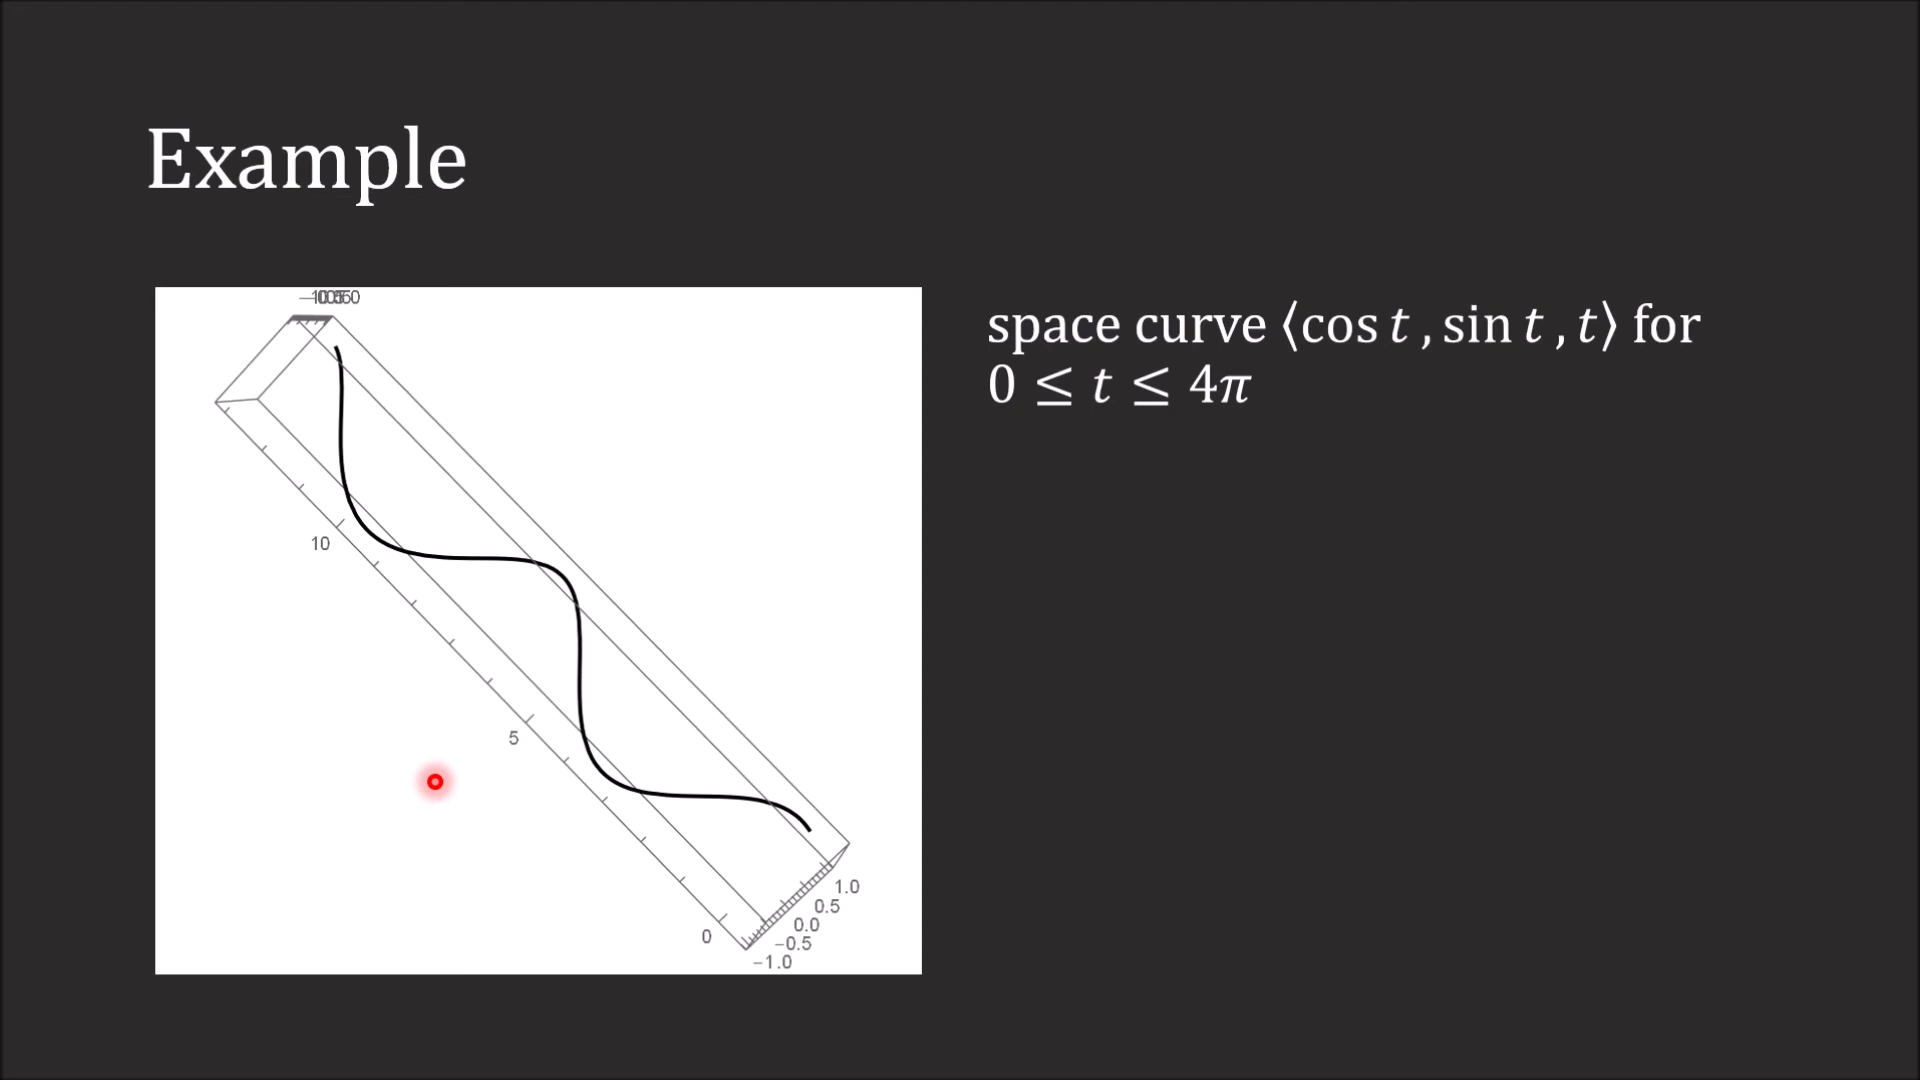 Example
space curve ⟨cos t , sin t , t⟩ for
0 ≤ t ≤ 4π
10
5
0
1.0
0.5
0.0
−0.5
−1.0